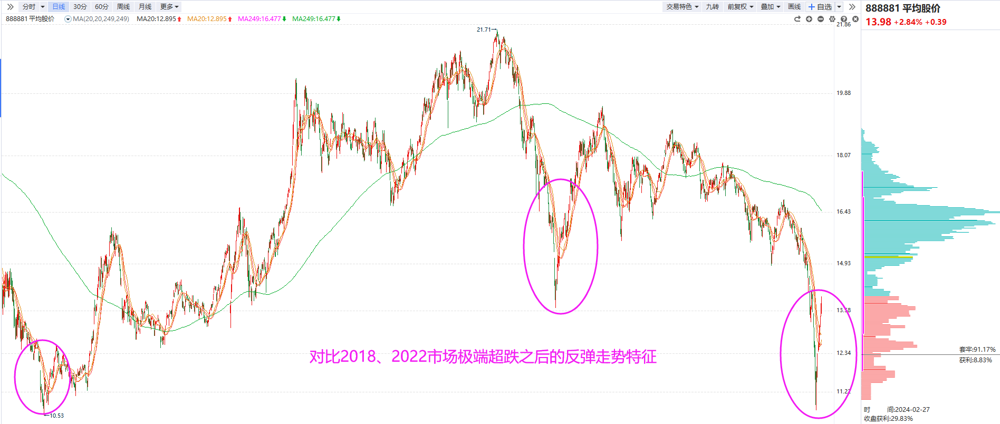 分时 日线 30分 60分 周线 月线 更多 交易特色 九转 前复权 叠加 画线 自选
888881 平均股价
13.98 +2.84% +0.39
888881 平均股价 MA(20,20,249,249) MA20:12.895 MA20:12.895 MA249:16.477 MA249:16.477
21.86
21.71
19.88
18.07
16.43
14.93
13.58
12.34
11.22
10.53
对比2018、2022市场极端超跌之后的反弹走势特征
套牢:91.17%
获利:8.83%
时 间:2024-02-27
收盘获利:29.83%